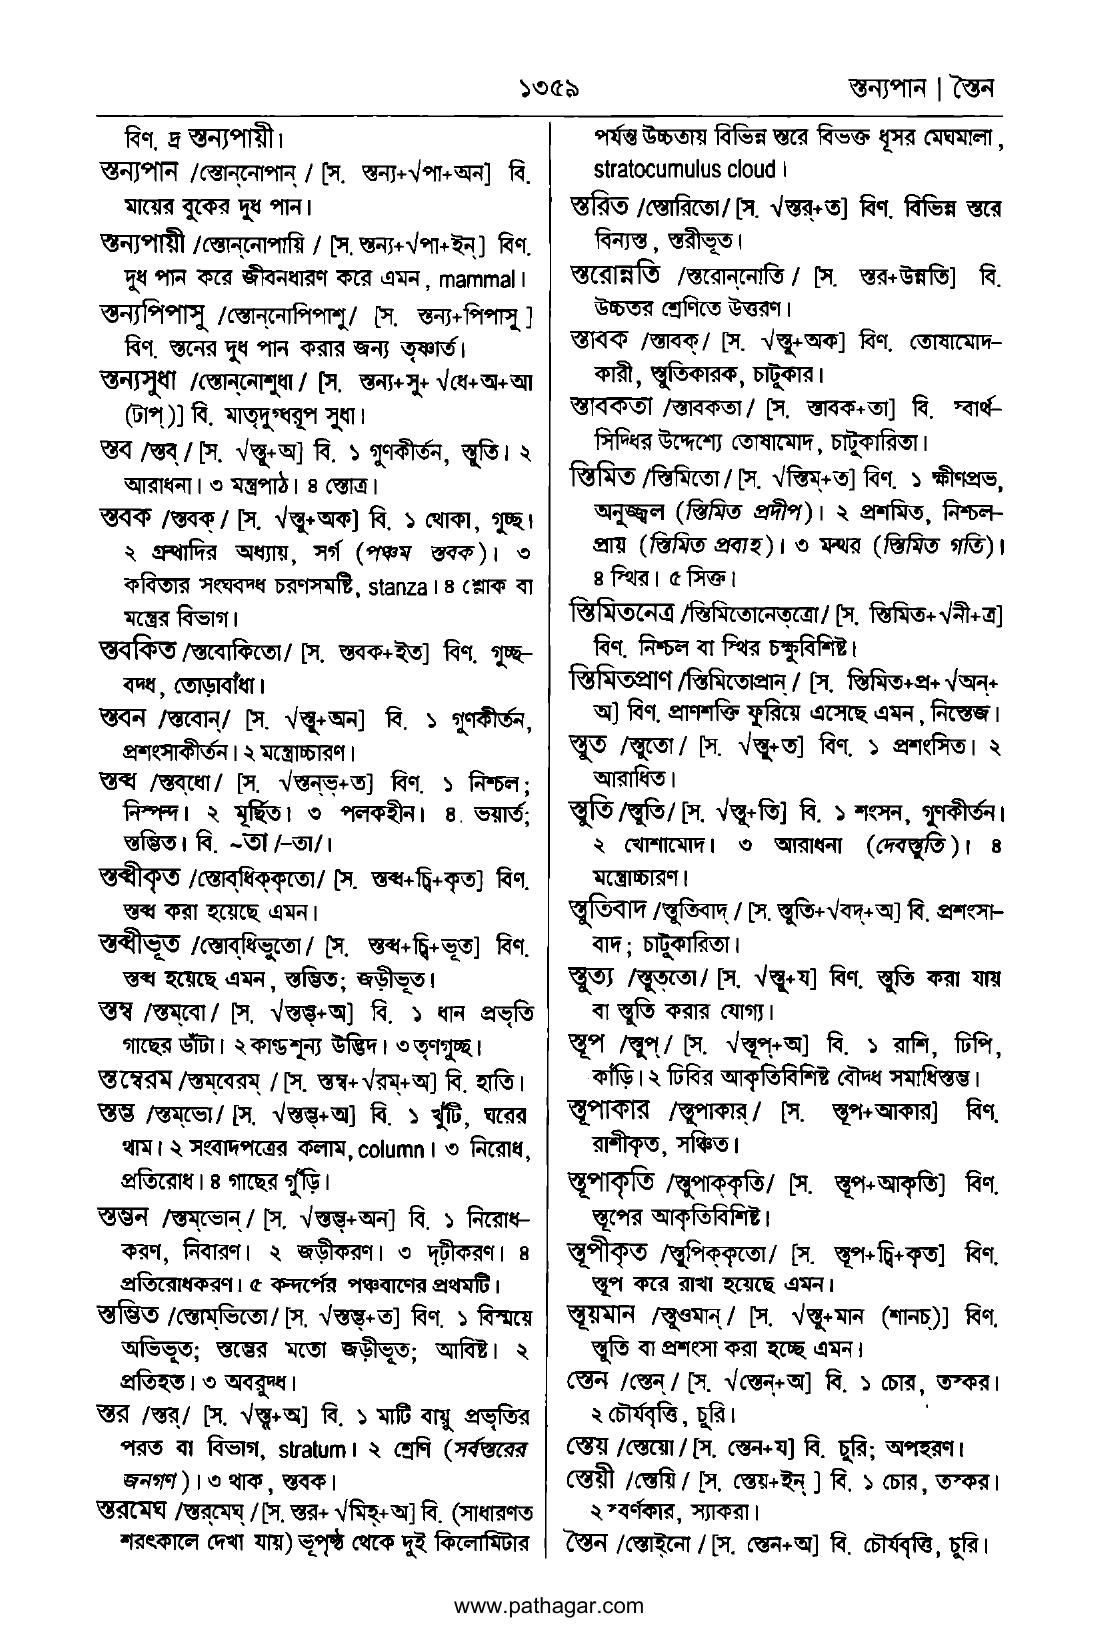 ১৩৫৯
স্তন্যপান | স্তৈন
বিণ. দ্র স্তন্যপায়ী।
স্তন্যপান /স্তোন্‌নোপান্‌ / [স. স্তন্য+√পা+অন] বি.
মায়ের বুকের দুধ পান।
স্তন্যপায়ী /স্তোন্‌নোপায়ি / [স. স্তন্য+√পা+ইন্‌] বিণ.
দুধ পান করে জীবনধারণ করে এমন, mammal।
স্তন্যপিপাসু /স্তোন্‌নোপিপাশু/ [স. স্তন্য+পিপাসু ]
বিণ. স্তনের দুধ পান করার জন্য তৃষ্ণার্ত।
স্তন্যসুধা /স্তোন্‌নোশুধা / [স. স্তন্য+সু+ √ধে+অ+আ
(টাপ্‌)] বি. মাতৃদুগ্ধরূপ সুধা।
স্তব /স্তব্‌ / [স. √স্তু+অ] বি. ১ গুণকীর্তন, স্তুতি। ২
আরাধনা। ৩ মন্ত্রপাঠ। ৪ স্তোত্র।
স্তবক /স্তবক্‌ / [স. √স্তু+অক] বি. ১ থোকা, গুচ্ছ।
২ গ্রন্থাদির অধ্যায়, সর্গ (পঞ্চম স্তবক)। ৩
কবিতার সংঘবদ্ধ চরণসমষ্টি, stanza। ৪ শ্লোক বা
মন্ত্রের বিভাগ।
স্তবকিত /স্তবোকিতো/ [স. স্তবক+ইত] বিণ. গুচ্ছ-
বদ্ধ, তোড়াবাঁধা।
স্তবন /স্তবোন্‌/ [স. √স্তু+অন] বি. ১ গুণকীর্তন,
প্রশংসাকীর্তন। ২ মন্ত্রোচ্চারণ।
স্তব্ধ /স্তব্‌ধো/ [স. √স্তন্‌ভ্‌+ত] বিণ. ১ নিশ্চল;
নিস্পন্দ। ২ মূর্ছিত। ৩ পলকহীন। ৪. ভয়ার্ত;
স্তম্ভিত। বি. ~তা /–তা/।
স্তব্ধীকৃত /স্তোব্‌ধিক্‌কৃতো/ [স. স্তব্ধ+চ্বি+কৃত] বিণ.
স্তব্ধ করা হয়েছে এমন।
স্তব্ধীভূত /স্তোব্‌ধিভুতো/ [স. স্তব্ধ+চ্বি+ভূত] বিণ.
স্তব্ধ হয়েছে এমন, স্তম্ভিত; জড়ীভূত।
স্তম্ব /স্তম্‌বো/ [স. √স্তম্ভ্‌+অ] বি. ১ ধান প্রভৃতি
গাছের ডাঁটা। ২ কাণ্ডশূন্য উদ্ভিদ। ৩ তৃণগুচ্ছ।
স্তম্বেরম /স্তম্‌বেরম্‌ / [স. স্তম্ব+√রম্‌+অ] বি. হাতি।
স্তম্ভ /স্তম্‌ভো/ [স. √স্তম্ভ্‌+অ] বি. ১ খুঁটি, ঘরের
থাম। ২ সংবাদপত্রের কলাম, column। ৩ নিরোধ,
প্রতিরোধ। ৪ গাছের গুঁড়ি।
স্তম্ভন /স্তম্‌ভোন্‌ / [স. √স্তম্ভ্‌+অন] বি. ১ নিরোধ-
করণ, নিবারণ। ২ জড়ীকরণ। ৩ দৃঢ়ীকরণ। ৪
প্রতিরোধকরণ। ৫ কন্দর্পের পঞ্চবাণের প্রথমটি।
স্তম্ভিত /স্তোম্‌ভিতো/ [স. √স্তম্ভ্‌+ত] বিণ. ১ বিস্ময়ে
অভিভূত; স্তম্ভের মতো জড়ীভূত; আবিষ্ট। ২
প্রতিহত। ৩ অবরুদ্ধ।
স্তর /স্তর্‌/ [স. √স্তৃ+অ] বি. ১ মাটি বায়ু প্রভৃতির
পরত বা বিভাগ, stratum। ২ শ্রেণি (সর্বস্তরের
জনগণ)। ৩ থাক, স্তবক।
স্তরমেঘ /স্তর্‌মেঘ্‌ / [স. স্তর+ √মিহ্‌+অ] বি. (সাধারণত
শরৎকালে দেখা যায়) ভূপৃষ্ঠ থেকে দুই কিলোমিটার
পর্যন্ত উচ্চতায় বিভিন্ন স্তরে বিভক্ত ধূসর মেঘমালা,
stratocumulus cloud।
স্তরিত /স্তোরিতো/ [স. √স্তর্‌+ত] বিণ. বিভিন্ন স্তরে
বিন্যস্ত, স্তরীভূত।
স্তরোন্নতি /স্তরোন্‌নোতি / [স. স্তর+উন্নতি] বি.
উচ্চতর শ্রেণিতে উত্তরণ।
স্তাবক /স্তাবক্‌/ [স. √স্তু+অক] বিণ. তোষামোদ-
কারী, স্তুতিকারক, চাটুকার।
স্তাবকতা /স্তাবকতা/ [স. স্তাবক+তা] বি. স্বার্থ-
সিদ্ধির উদ্দেশ্যে তোষামোদ, চাটুকারিতা।
স্তিমিত /স্তিমিতো/ [স. √স্তিম্‌+ত] বিণ. ১ ক্ষীণপ্রভ,
অনুজ্জ্বল (স্তিমিত প্রদীপ)। ২ প্রশমিত, নিশ্চল-
প্রায় (স্তিমিত প্রবাহ)। ৩ মন্থর (স্তিমিত গতি)।
৪ স্থির। ৫ সিক্ত।
স্তিমিতনেত্র /স্তিমিতোনেত্‌ত্রো/ [স. স্তিমিত+√নী+ত্র]
বিণ. নিশ্চল বা স্থির চক্ষুবিশিষ্ট।
স্তিমিতপ্রাণ /স্তিমিতোপ্রান্‌ / [স. স্তিমিত+প্র+ √অন্‌+
অ] বিণ. প্রাণশক্তি ফুরিয়ে এসেছে এমন, নিস্তেজ।
স্তুত /স্তুতো/ [স. √স্তু+ত] বিণ. ১ প্রশংসিত। ২
আরাধিত।
স্তুতি /স্তুতি/ [স. √স্তু+তি] বি. ১ শংসন, গুণকীর্তন।
২ খোশামোদ। ৩ আরাধনা (দেবস্তুতি)। ৪
মন্ত্রোচ্চারণ।
স্তুতিবাদ /স্তুতিবাদ্‌ / [স. স্তুতি+√বদ্‌+অ] বি. প্রশংসা-
বাদ; চাটুকারিতা।
স্তুত্য /স্তুত্‌তো/ [স. √স্তু+য] বিণ. স্তুতি করা যায়
বা স্তুতি করার যোগ্য।
স্তূপ /স্তুপ্‌/ [স. √স্তূপ্‌+অ] বি. ১ রাশি, ঢিপি,
কাঁড়ি। ২ ঢিবির আকৃতিবিশিষ্ট বৌদ্ধ সমাধিস্তম্ভ।
স্তূপাকার /স্তুপাকার্‌/ [স. স্তূপ+আকার] বিণ.
রাশীকৃত, সঞ্চিত।
স্তূপাকৃতি /স্তুপাক্‌কৃতি/ [স. স্তূপ+আকৃতি] বিণ.
স্তূপের আকৃতিবিশিষ্ট।
স্তূপীকৃত /স্তুপিক্‌কৃতো/ [স. স্তূপ+চ্বি+কৃত] বিণ.
স্তূপ করে রাখা হয়েছে এমন।
স্তূয়মান /স্তুওমান্‌ / [স. √স্তু+মান (শানচ্‌)] বিণ.
স্তুতি বা প্রশংসা করা হচ্ছে এমন।
স্তেন /স্তেন্‌ / [স. √স্তেন্‌+অ] বি. ১ চোর, তস্কর।
২ চৌর্যবৃত্তি, চুরি।
স্তেয় /স্তেয়ো/ [স. স্তেন+য] বি. চুরি; অপহরণ।
স্তেয়ী /স্তেয়ি / [স. স্তেয়+ইন্‌ ] বি. ১ চোর, তস্কর।
২ স্বর্ণকার, স্যাকরা।
স্তৈন /স্তোইনো/ [স. স্তেন+অ] বি. চৌর্যবৃত্তি, চুরি।
www.pathagar.com